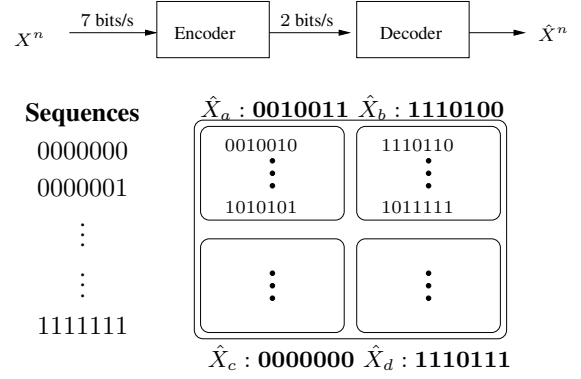 7 bits/s 2 bits/s
Xⁿ Encoder Decoder X̂ⁿ
Sequences
0000000
0000001
⋮
⋮
1111111
X̂ₐ : 0010011 X̂_b : 1110100
0010010 1110110
⋮ ⋮
1010101 1011111
⋮ ⋮
X̂_c : 0000000 X̂_d : 1110111